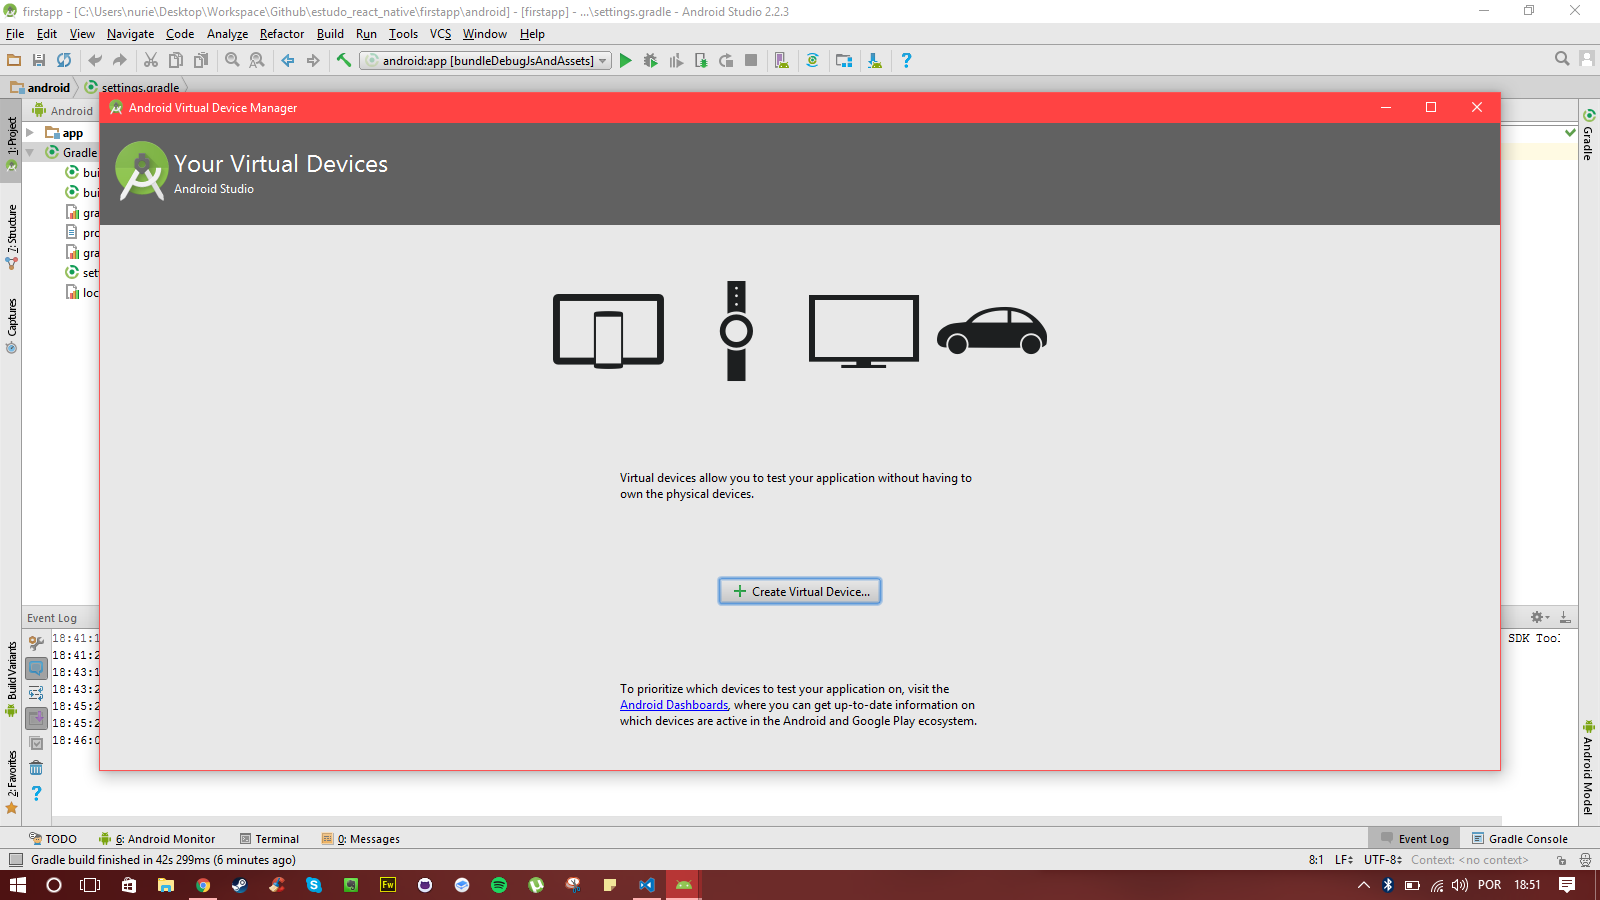 firstapp - [C:\Users\nurie\Desktop\Workspace\Github\estudo_react_native\firstapp\android] - [firstapp] - ...\settings.gradle - Android Studio 2.2.3
File Edit View Navigate Code Analyze Refactor Build Run Tools VCS Window Help
android:app [bundleDebugJsAndAssets]
android settings.gradle
Android Virtual Device Manager
Android
1: Project
app
Gradle
bui
bui
gra
pro
gra
set
loc
7: Structure
Captures
Build Variants
2: Favorites
Gradle
Android Model
Your Virtual Devices
Android Studio
Virtual devices allow you to test your application without having to
own the physical devices.
Create Virtual Device...
To prioritize which devices to test your application on, visit the
Android Dashboards, where you can get up-to-date information on
which devices are active in the Android and Google Play ecosystem.
Event Log
18:41:1
SDK Tool
18:41:2
18:43:1
18:43:2
18:45:2
18:45:2
18:46:0
TODO 6: Android Monitor Terminal 0: Messages Event Log Gradle Console
Gradle build finished in 42s 299ms (6 minutes ago) 8:1 LF UTF-8 Context: <no context>
Fw POR 18:51